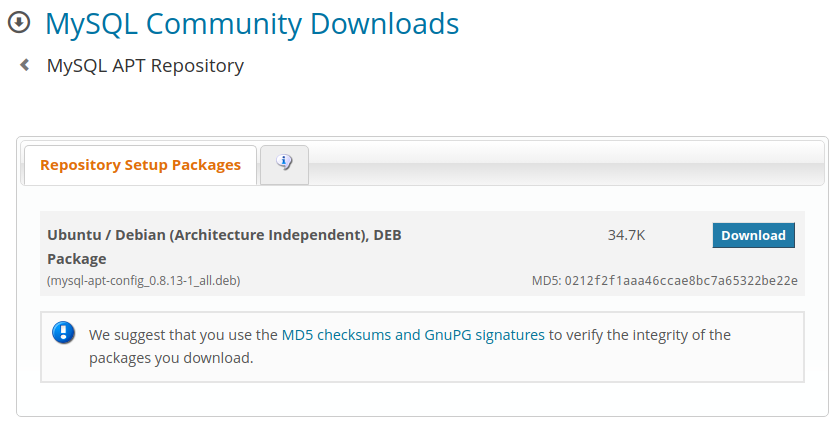 MySQL Community Downloads
MySQL APT Repository
Repository Setup Packages
Ubuntu / Debian (Architecture Independent), DEB 34.7K Download
Package
(mysql-apt-config_0.8.13-1_all.deb) MD5: 0212f2f1aaa46ccae8bc7a65322be22e
We suggest that you use the MD5 checksums and GnuPG signatures to verify the integrity of the
packages you download.